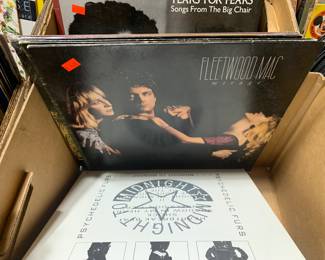 TEARS FOR FEARS
Songs From The Big Chair
FLEETWOOD MAC
mirage
PSYCHEDELIC FURS
MIDNIGHT TO MIDNIGHT
PSYCHEDELIC FURS